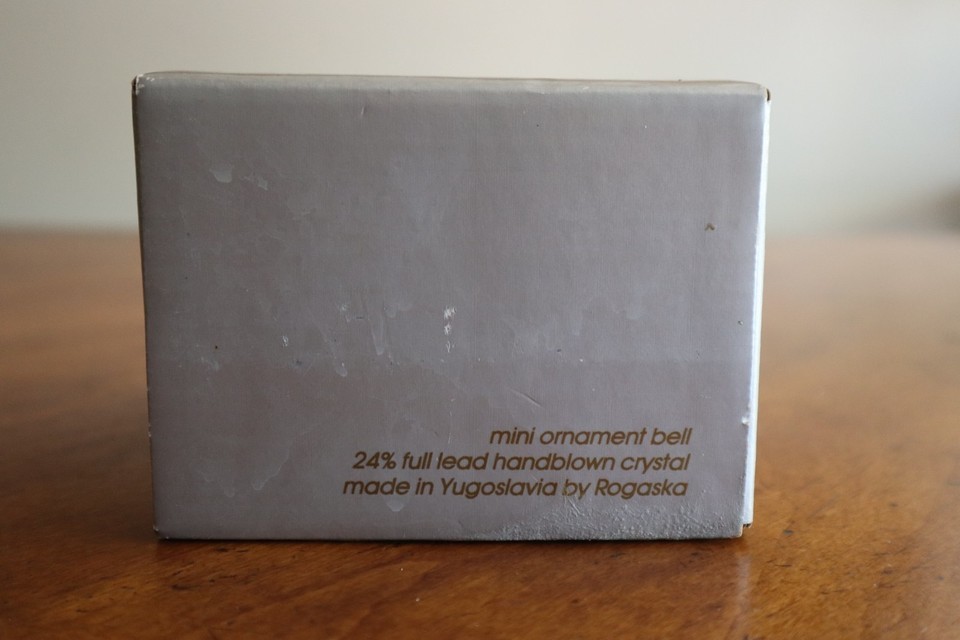 mini ornament bell
24% full lead handblown crystal
made in Yugoslavia by Rogaska